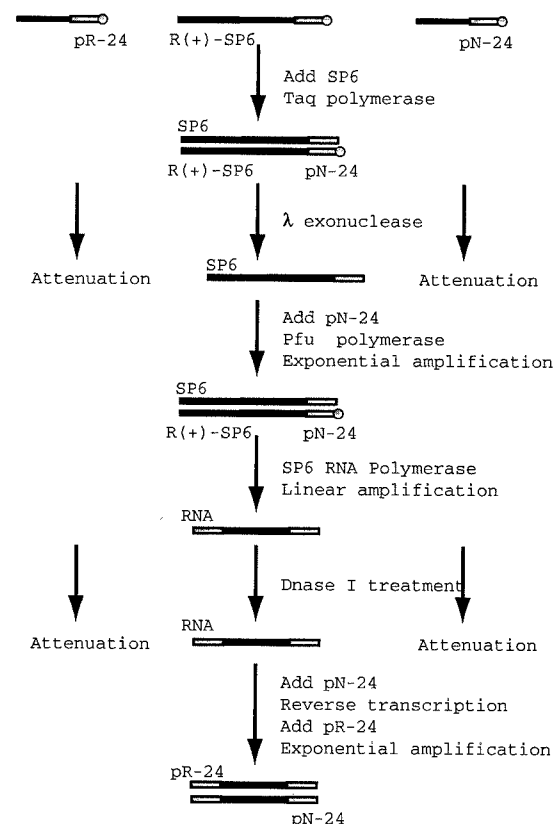 pR-24
R(+)-SP6
pN-24
Add SP6
Taq polymerase
SP6
R(+)-SP6
pN-24
λ exonuclease
Attenuation
SP6
Attenuation
Add pN-24
Pfu polymerase
Exponential amplification
SP6
R(+)-SP6
pN-24
SP6 RNA Polymerase
Linear amplification
RNA
Dnase I treatment
Attenuation
RNA
Attenuation
Add pN-24
Reverse transcription
Add pR-24
Exponential amplification
pR-24
pN-24